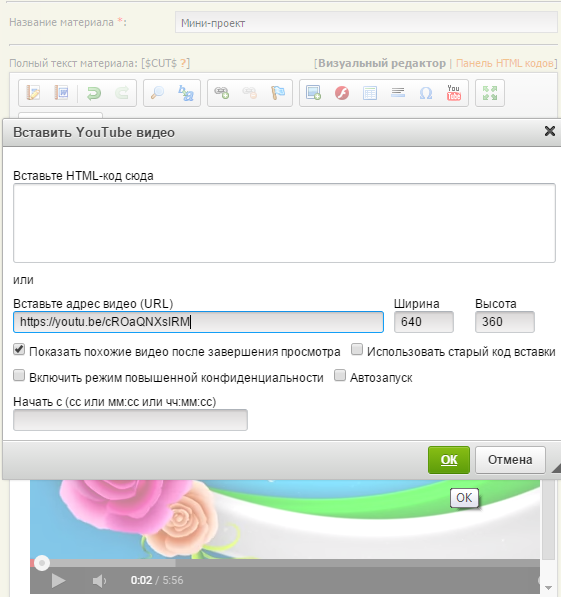 Название материала *:
Мини-проект
Полный текст материала: [$CUT$ ?] [Визуальный редактор | Панель HTML кодов]
You Tube
Вставить YouTube видео
Вставьте HTML-код сюда
или
Вставьте адрес видео (URL) Ширина Высота
https://youtu.be/cROaQNXsIRM 640 360
Показать похожие видео после завершения просмотра Использовать старый код вставки
Включить режим повышенной конфиденциальности Автозапуск
Начать с (сс или мм:сс или чч:мм:сс)
ОК Отмена
ОК
0:02 / 5:56